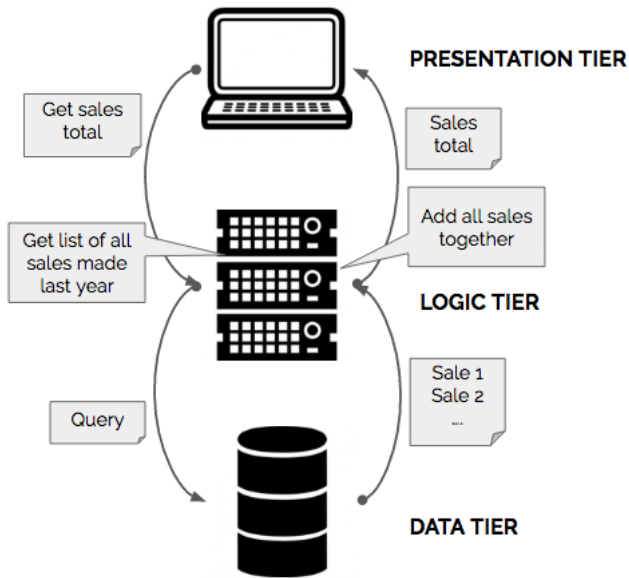 PRESENTATION TIER
Get sales
total
Sales
total
Get list of all
sales made
last year
Add all sales
together
LOGIC TIER
Query
Sale 1
Sale 2
....
DATA TIER